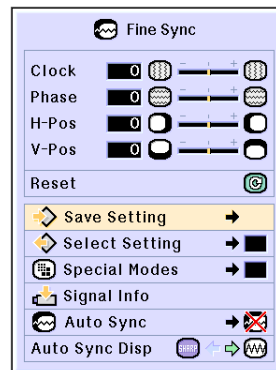 Fine Sync
Clock 0 - +
Phase 0 - +
H-Pos 0 - +
V-Pos 0 - +
Reset
Save Setting
Select Setting
Special Modes
Signal Info
Auto Sync
Auto Sync Disp SHARP